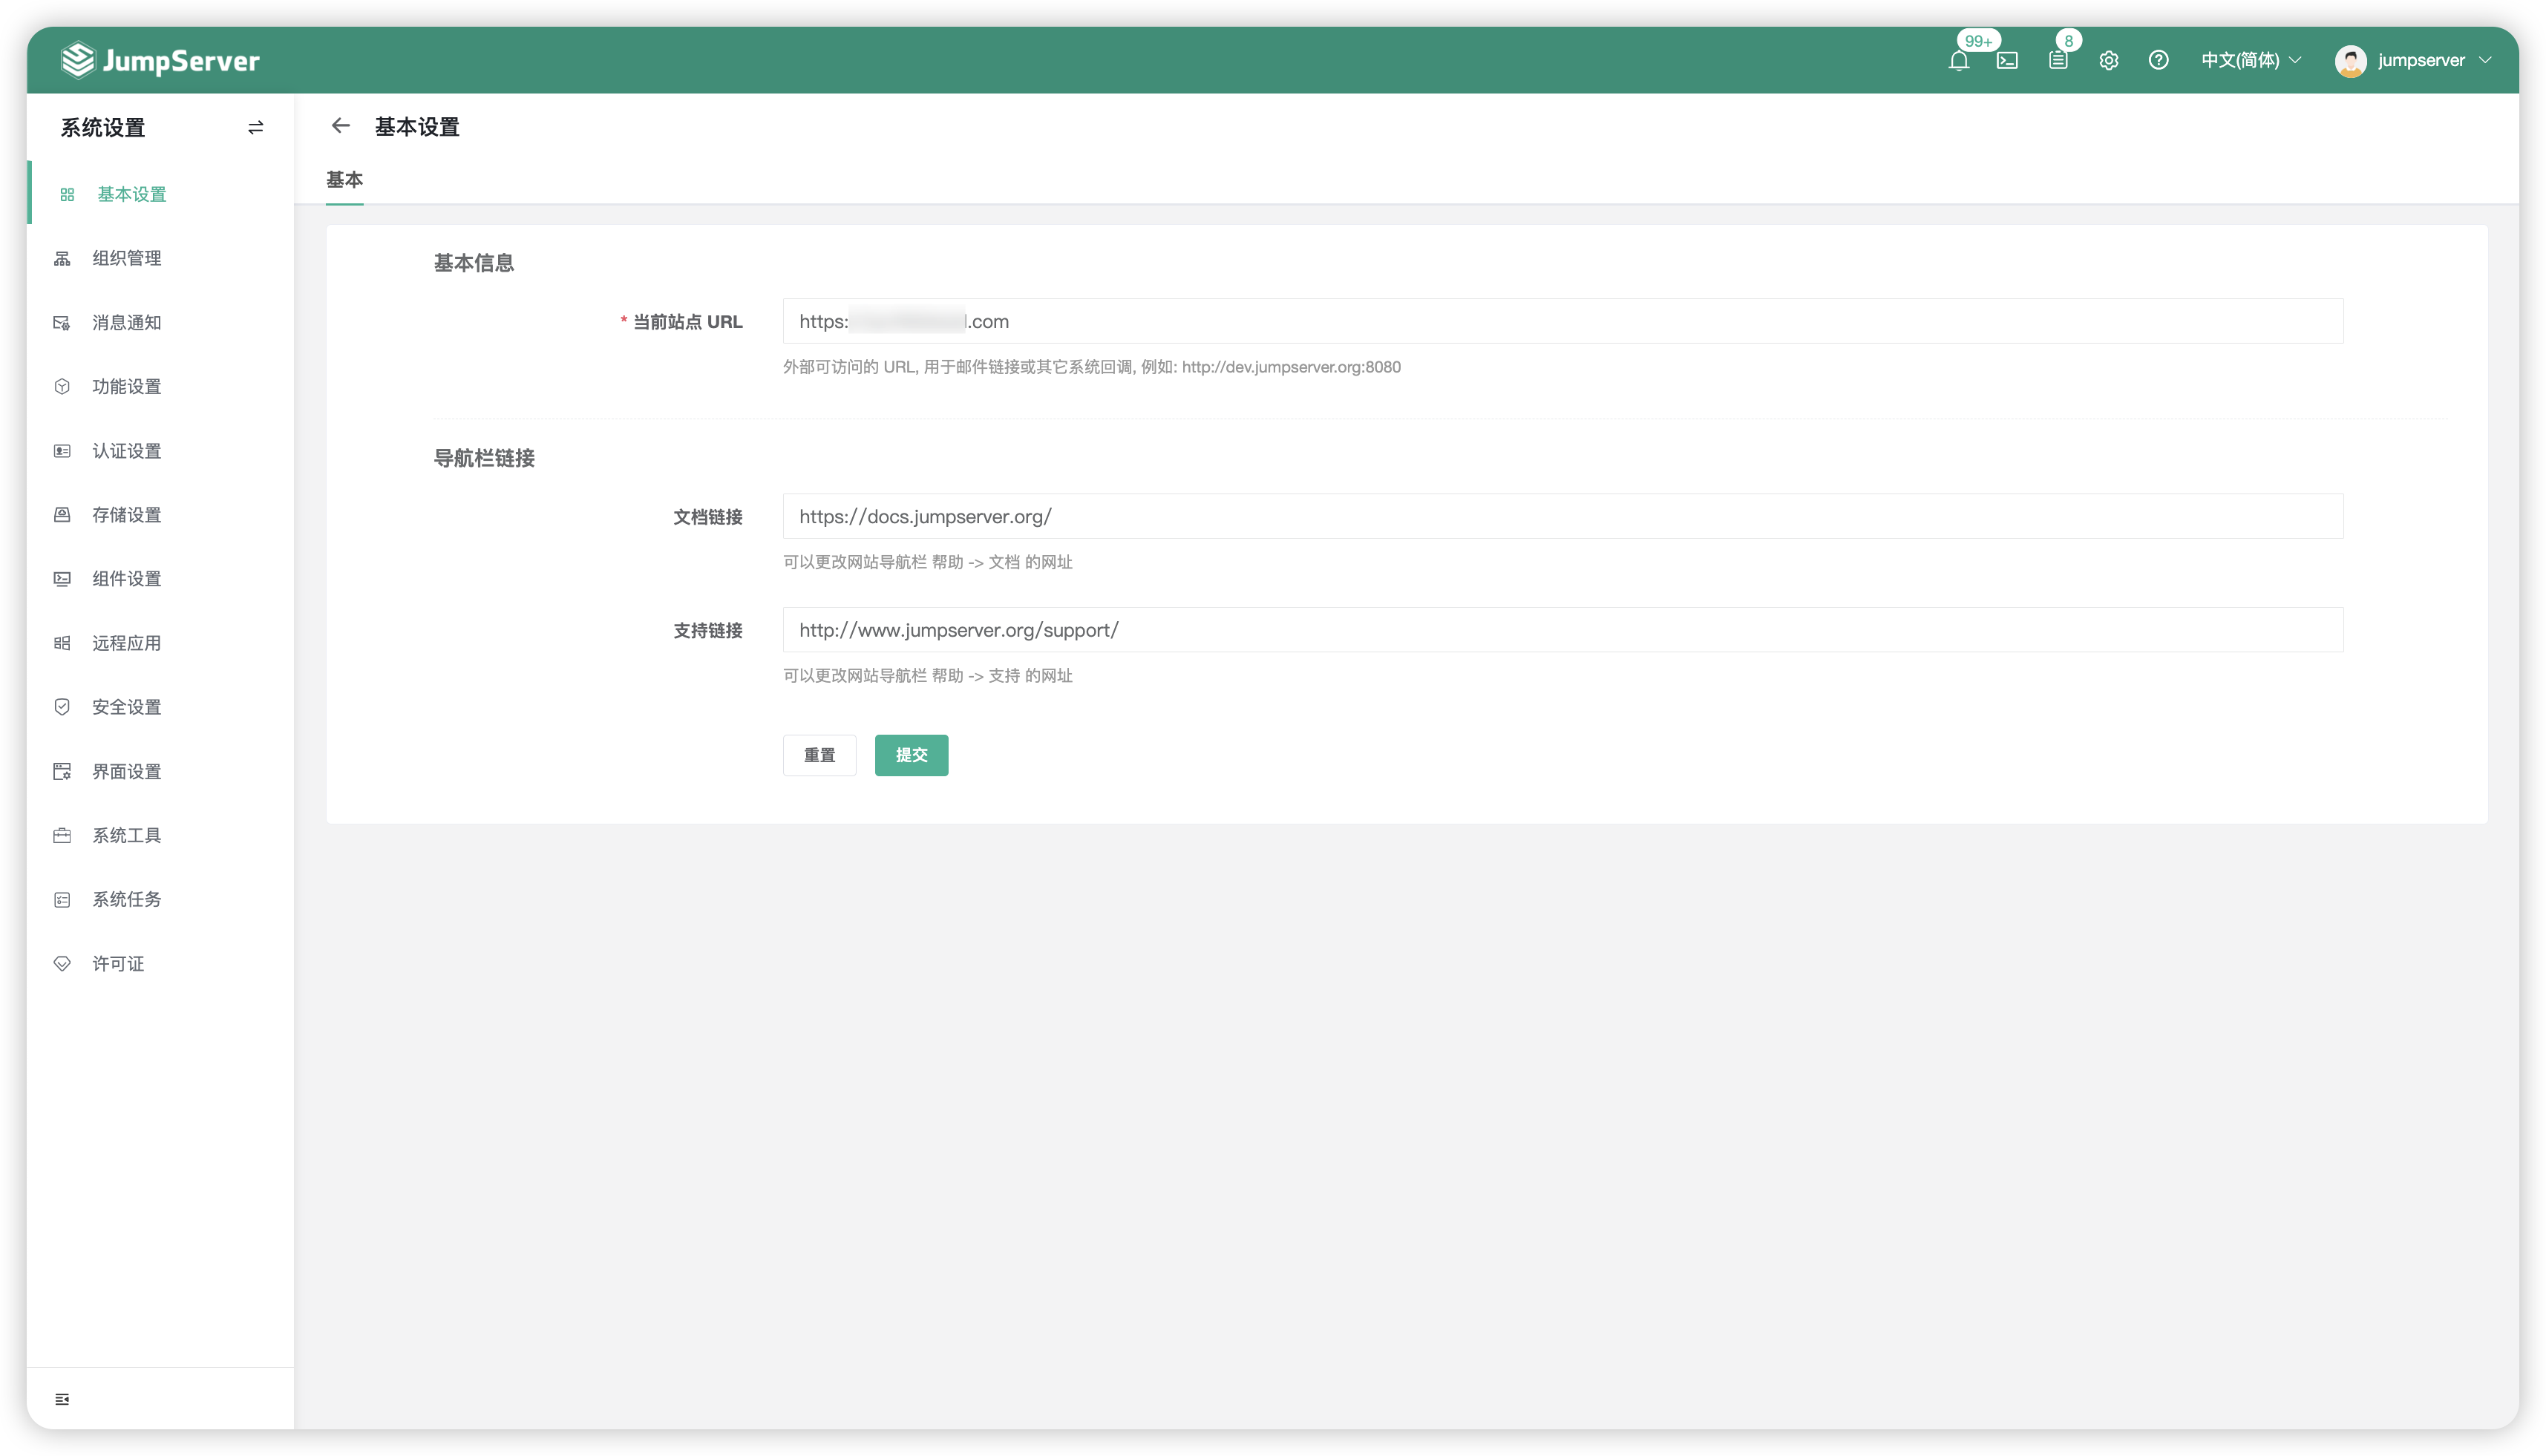 JumpServer
99+
8
中文(简体)
jumpserver
系统设置
基本设置
组织管理
消息通知
功能设置
认证设置
存储设置
组件设置
远程应用
安全设置
界面设置
系统工具
系统任务
许可证
基本设置
基本
基本信息
* 当前站点 URL
https: .com
外部可访问的 URL, 用于邮件链接或其它系统回调, 例如: http://dev.jumpserver.org:8080
导航栏链接
文档链接
https://docs.jumpserver.org/
可以更改网站导航栏 帮助 -> 文档 的网址
支持链接
http://www.jumpserver.org/support/
可以更改网站导航栏 帮助 -> 支持 的网址
重置
提交